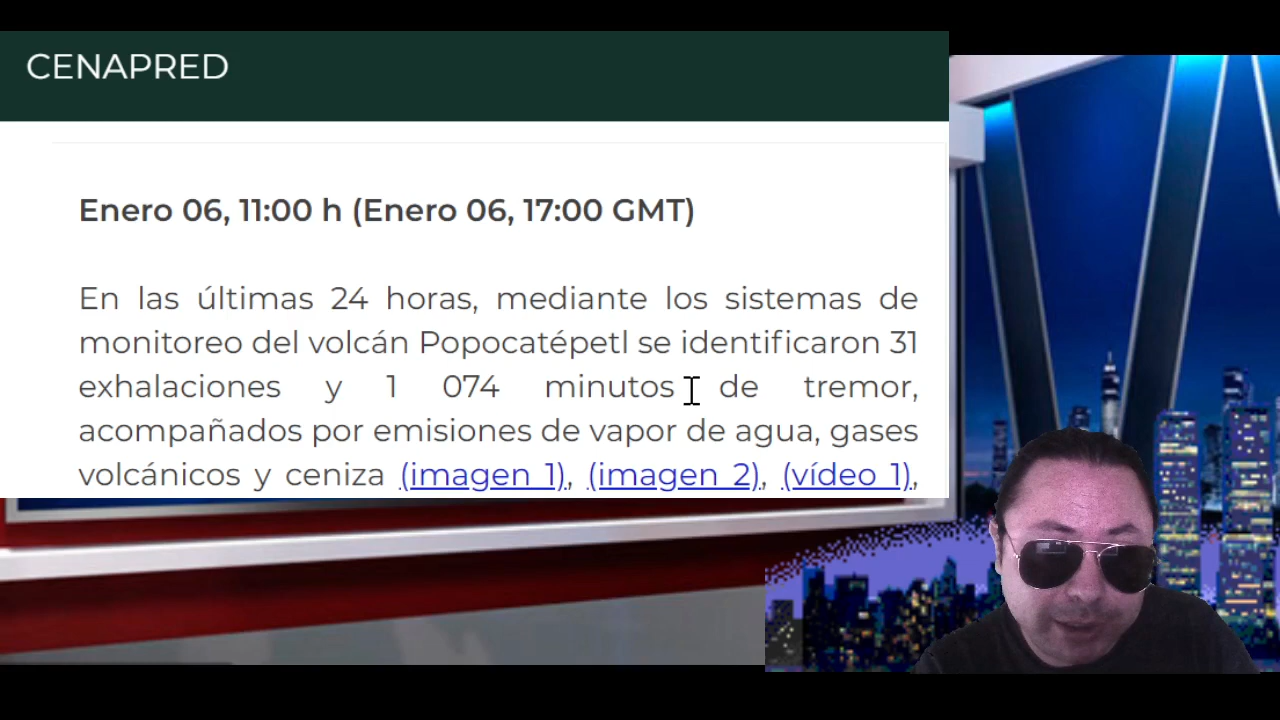 CENAPRED
Enero 06, 11:00 h (Enero 06, 17:00 GMT)
En las últimas 24 horas, mediante los sistemas de
monitoreo del volcán Popocatépetl se identificaron 31
exhalaciones y 1 074 minutos de tremor,
acompañados por emisiones de vapor de agua, gases
volcánicos y ceniza (imagen 1), (imagen 2), (vídeo 1),